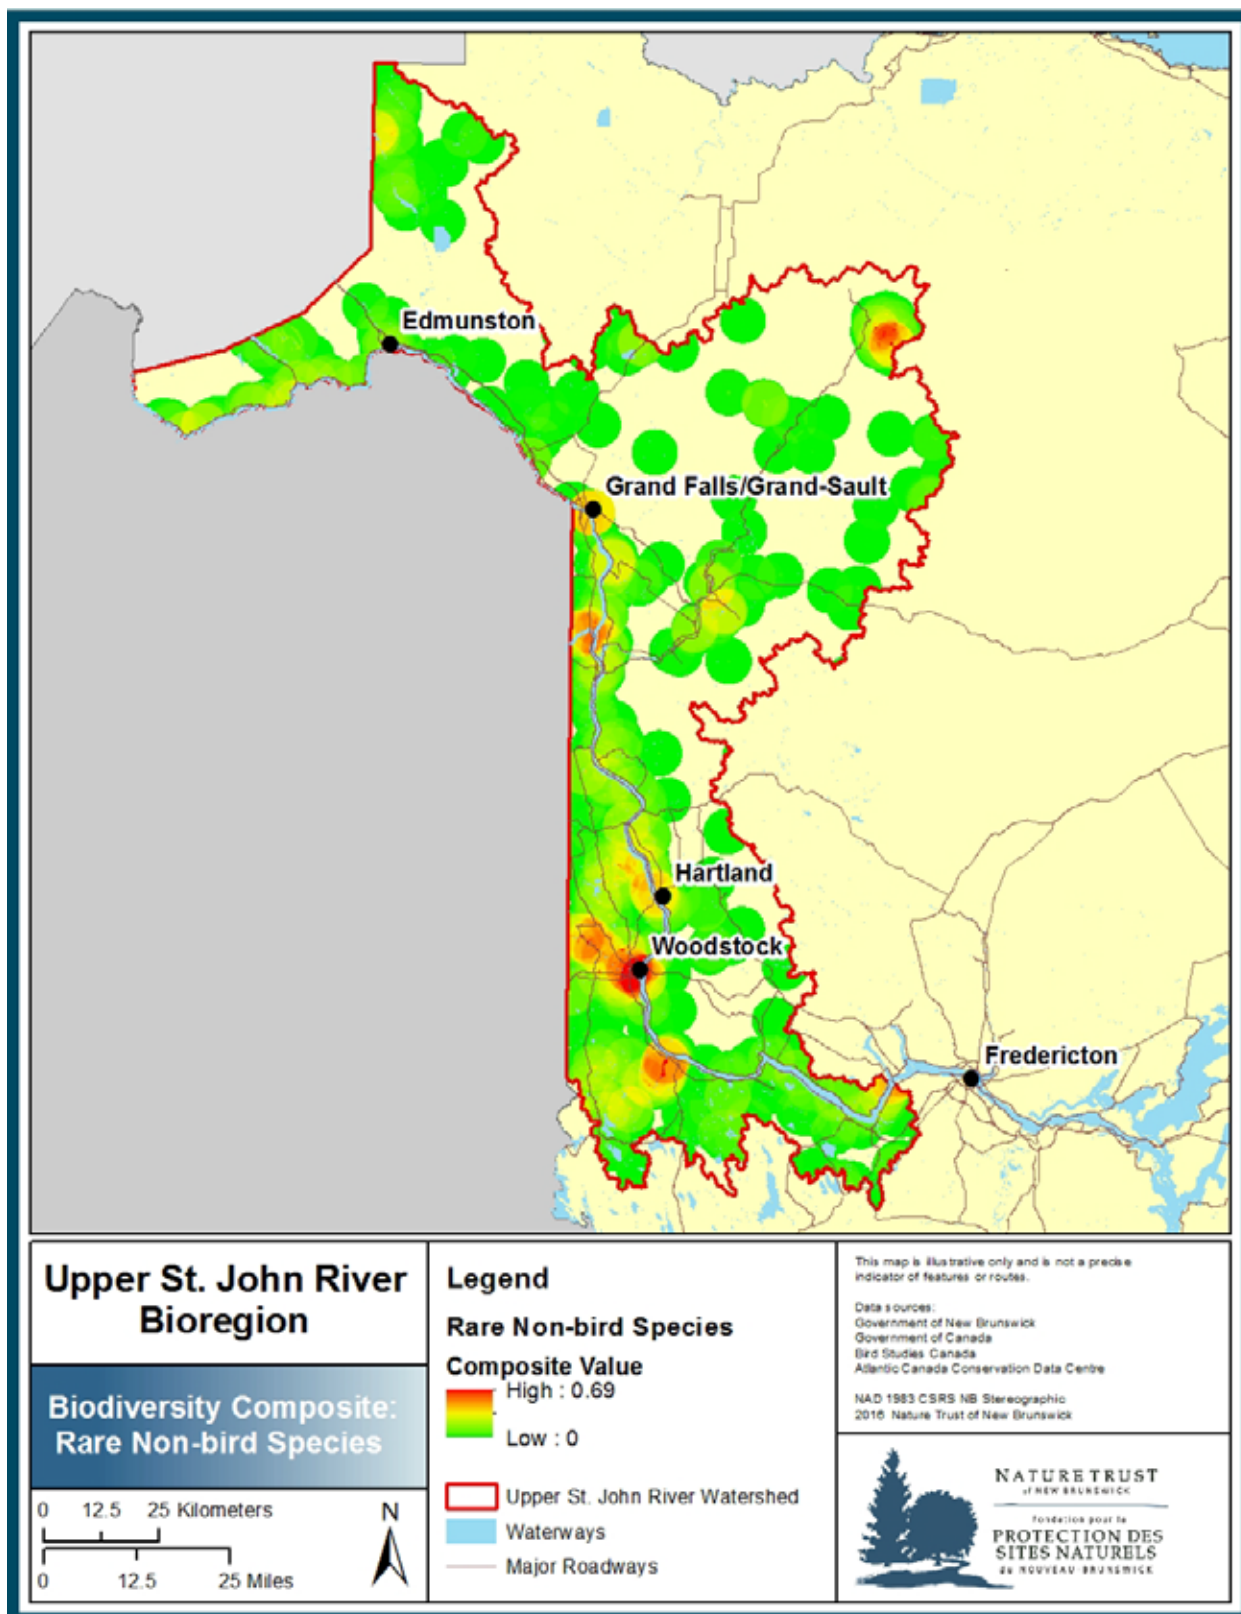 Edmunston
Grand Falls/Grand-Sault
Hartland
Woodstock
Fredericton
Upper St. John River
Bioregion
Biodiversity Composite:
Rare Non-bird Species
0 12.5 25 Kilometers
0 12.5 25 Miles
N
Legend
Rare Non-bird Species
Composite Value
High : 0.69
Low : 0
Upper St. John River Watershed
Waterways
Major Roadways
This map is illustrative only and is not a precise
indicator of features or routes.
Data sources:
Government of New Brunswick
Government of Canada
Bird Studies Canada
Atlantic Canada Conservation Data Centre
NAD 1983 CSRS NB Stereographic
2016 Nature Trust of New Brunswick
NATURE TRUST
of NEW BRUNSWICK
fondation pour la
PROTECTION DES
SITES NATURELS
du NOUVEAU-BRUNSWICK